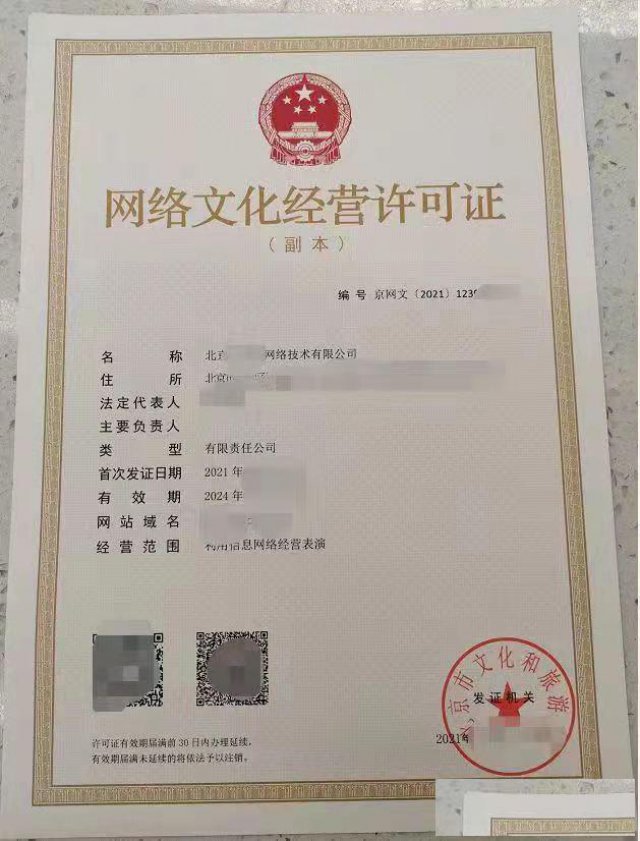 网络文化经营许可证
（副本）
编号 京网文〔2021〕123
名称 北京 网络技术有限公司
住所 北京
法定代表人
主要负责人
类型 有限责任公司
首次发证日期 2021年
有效期 2024年
网站域名
经营范围 利用信息网络经营表演
京市文化和旅游
发证机关
2021年
许可证有效期届满前30日内办理延续，
有效期届满未延续的将依法予以注销。